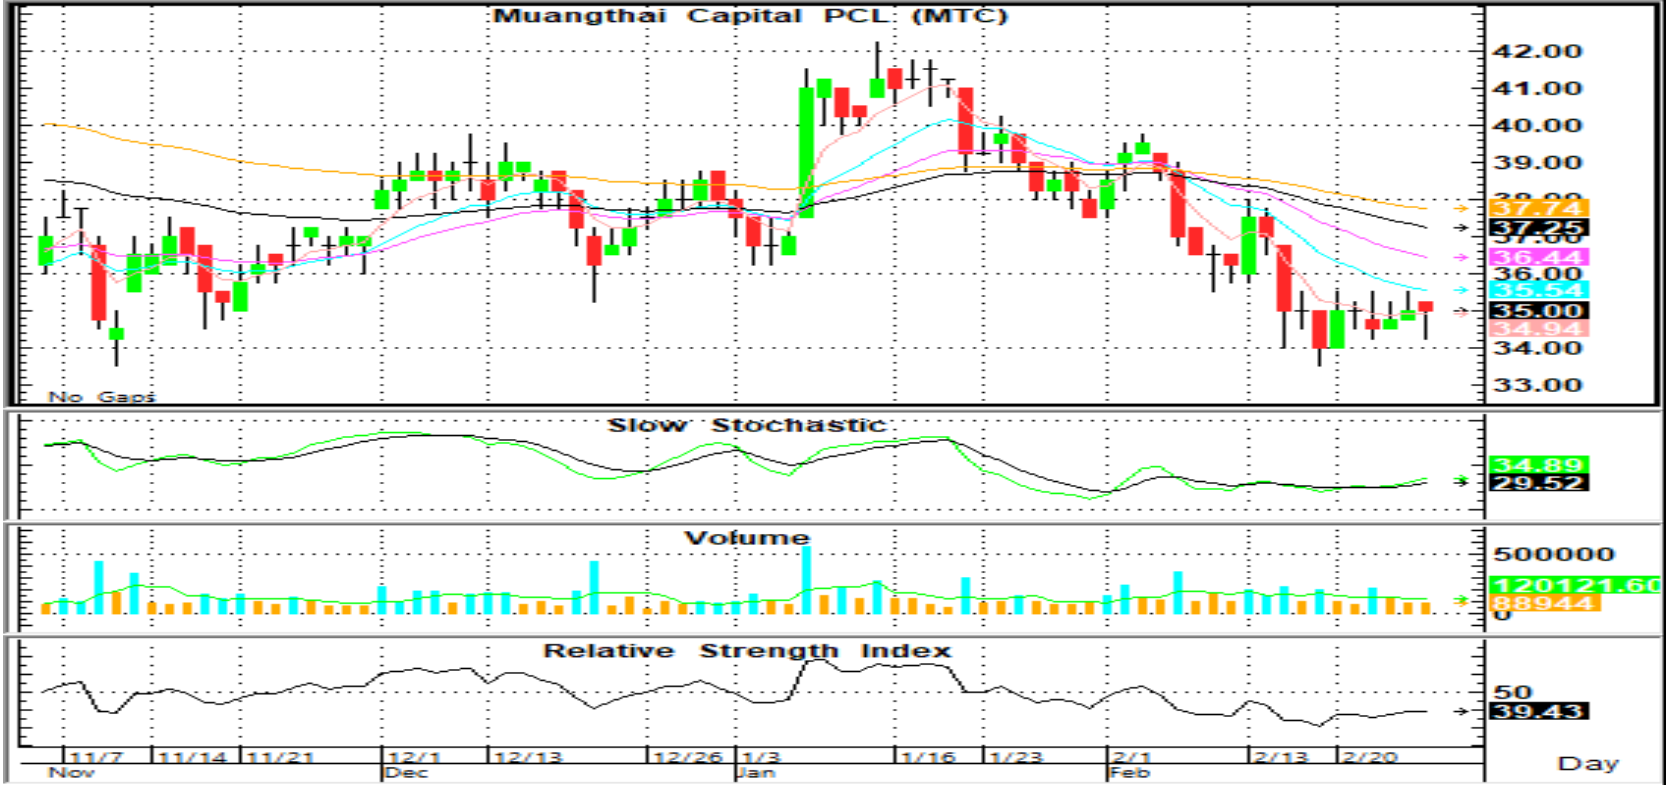 Muangthai Capital PCL (MTC)
42.00
41.00
40.00
39.00
38.00
37.74
37.25
37.00
36.44
36.00
35.54
35.00
34.94
34.00
33.00
No Gaps
Slow Stochastic
34.89
29.52
Volume
500000
120121.60
88944
0
Relative Strength Index
50
39.43
11/7 11/14 11/21 12/1 12/13 12/26 1/3 1/16 1/23 2/1 2/13 2/20
Nov Dec Jan Feb
Day